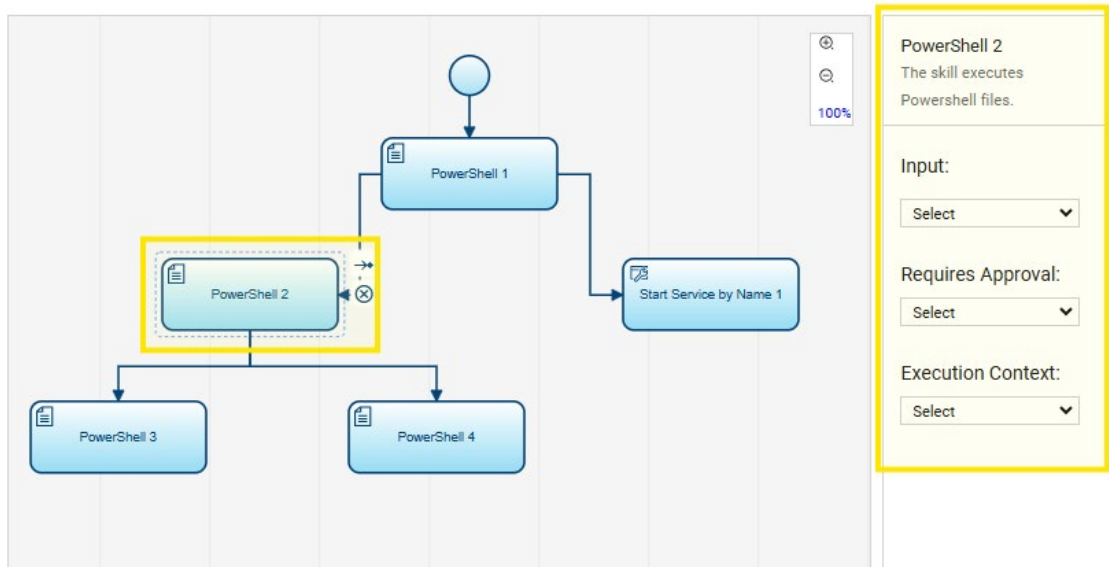 100%
PowerShell 1
PowerShell 2
Start Service by Name 1
PowerShell 3
PowerShell 4
PowerShell 2
The skill executes
Powershell files.
Input:
Select
Requires Approval:
Select
Execution Context:
Select